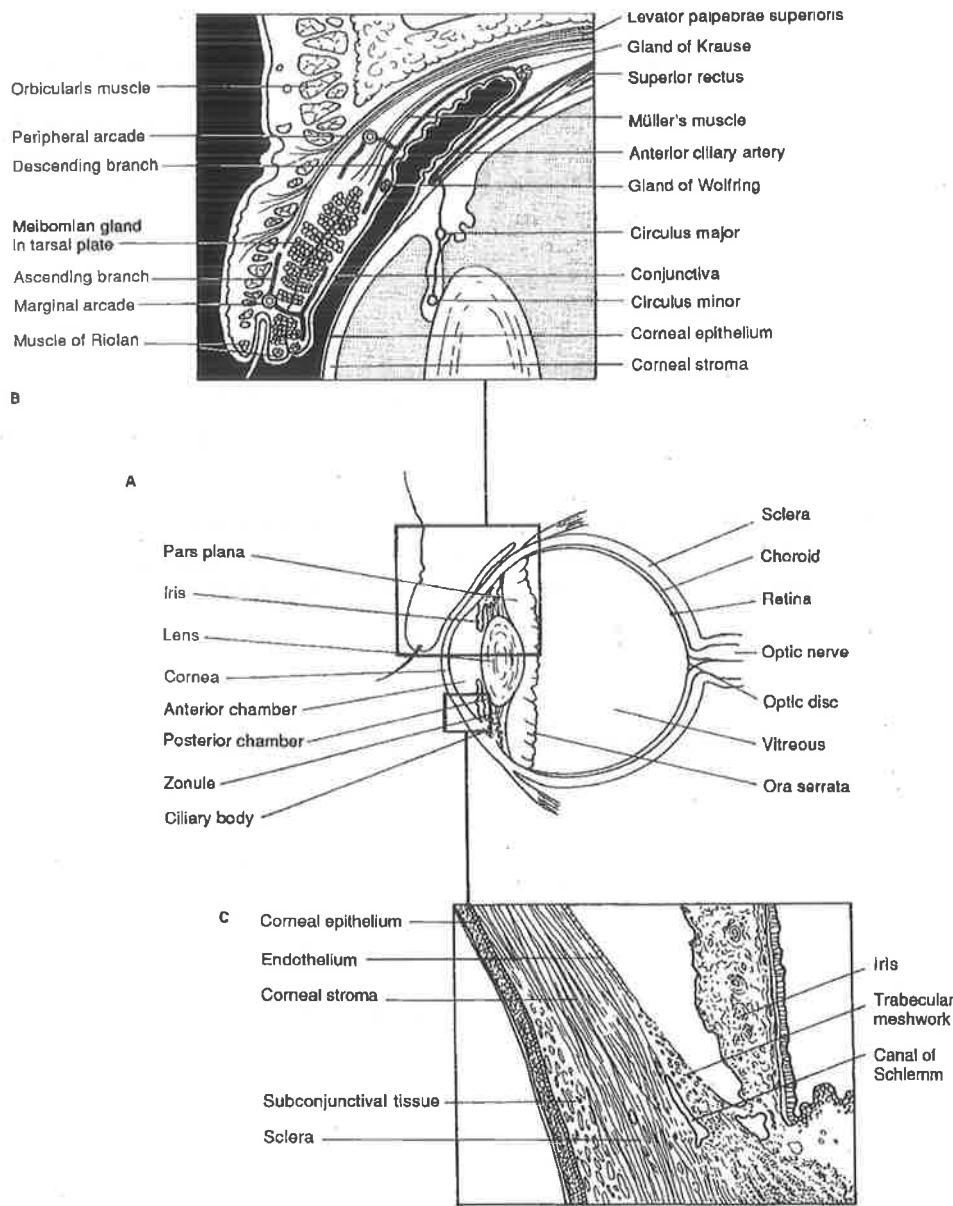 Levator palpebrae superioris
Gland of Krause
Superior rectus
Müller's muscle
Anterior ciliary artery
Gland of Wolfring
Circulus major
Conjunctiva
Circulus minor
Corneal epithelium
Corneal stroma
Orbicularis muscle
Peripheral arcade
Descending branch
Meibomian gland
in tarsal plate
Ascending branch
Marginal arcade
Muscle of Riolan
B
A
Pars plana
Iris
Lens
Cornea
Anterior chamber
Posterior chamber
Zonule
Ciliary body
Sclera
Choroid
Retina
Optic nerve
Optic disc
Vitreous
Ora serrata
C
Corneal epithelium
Endothelium
Corneal stroma
Subconjunctival tissue
Sclera
Iris
Trabecular
meshwork
Canal of
Schlemm